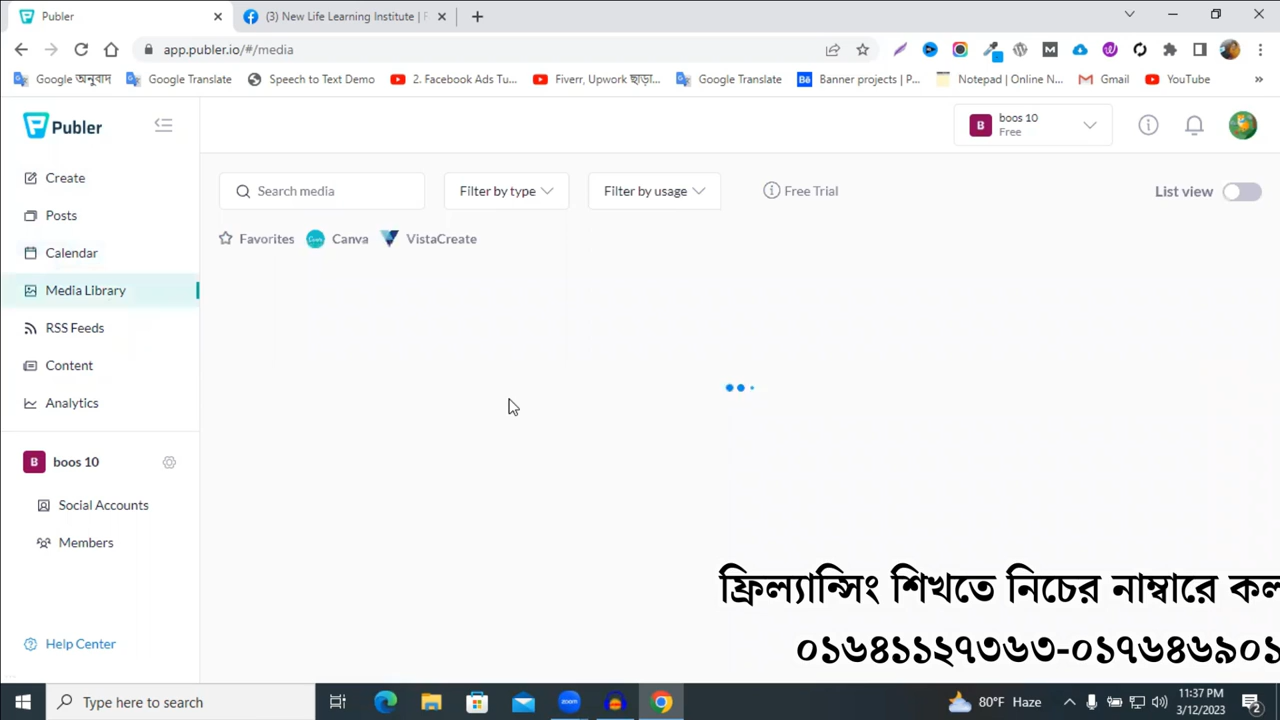 Publer
(3) New Life Learning Institute | F
app.publer.io/#/media
Google অনুবাদ
Google Translate
Speech to Text Demo
2. Facebook Ads Tu...
Fiverr, Upwork ছাড়া...
Google Translate
Banner projects | P...
Notepad | Online N...
Gmail
YouTube
Publer
boos 10
Free
Create
Posts
Calendar
Media Library
RSS Feeds
Content
Analytics
boos 10
Social Accounts
Members
Help Center
Search media
Filter by type
Filter by usage
Free Trial
List view
Favorites
Canva
VistaCreate
ফ্রিল্যান্সিং শিখতে নিচের নাম্বারে কল
০১৬৪১১২৭৩৬৩-০১৭৬৪৬৯০১
Type here to search
80°F Haze
11:37 PM
3/12/2023
2